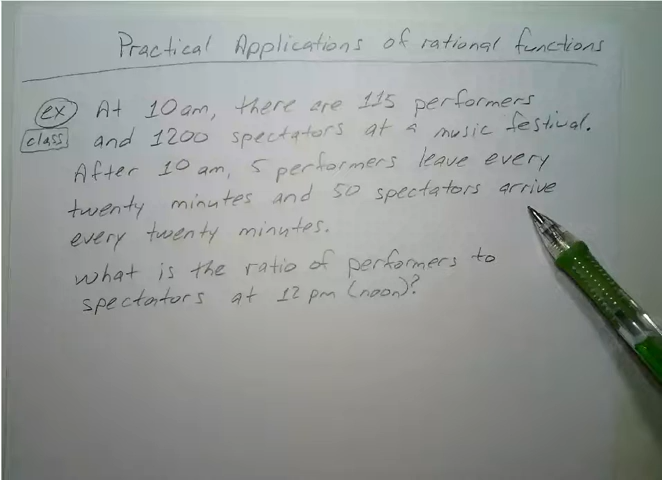 Practical Applications of rational functions
ex At 10am, there are 115 performers
class and 1200 spectators at a music festival.
After 10 am, 5 performers leave every
twenty minutes and 50 spectators arrive
every twenty minutes.
what is the ratio of performers to
spectators at 12 pm (noon)?